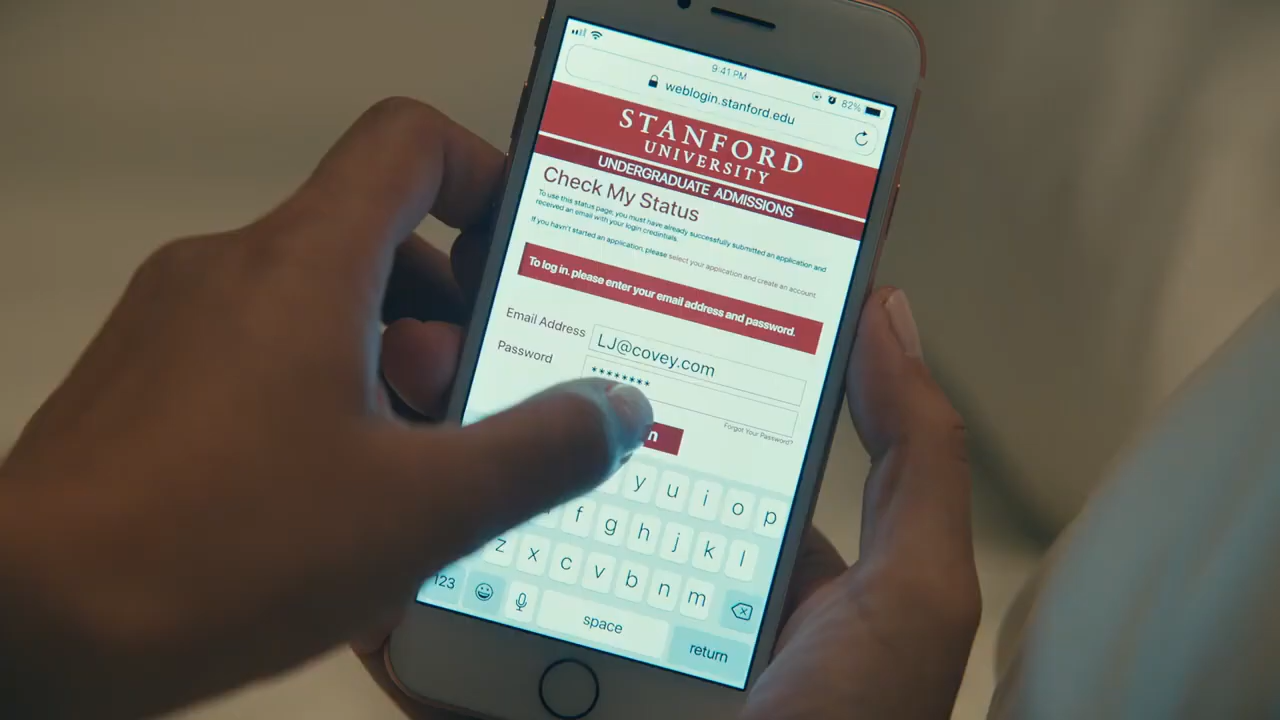 9:41 PM
82%
weblogin.stanford.edu
STANFORD
UNIVERSITY
UNDERGRADUATE ADMISSIONS
Check My Status
To use this status page, you must have already successfully submitted an application and
received an email with your login credentials.
If you havn't started an application, please select your application and create an account.
To log in, please enter your email address and password.
Email Address LJ@covey.com
Password ********
Forgot Your Password?
n
y u i o p
f g h j k l
z x c v b n m
123 space return